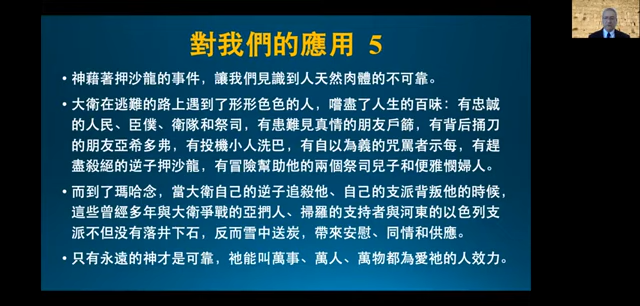 對我們的應用 5
• 神藉著押沙龍的事件，讓我們見識到人天然肉體的不可靠。
• 大衛在逃難的路上遇到了形形色色的人，嚐盡了人生的百味：有忠誠
的人民、臣僕、衛隊和祭司，有患難見真情的朋友戶篩，有背后捅刀
的朋友亞希多弗，有投機小人洗巴，有自以為義的咒罵者示每，有趕
盡殺絕的逆子押沙龍，有冒險幫助他的兩個祭司兒子和便雅憫婦人。
• 而到了瑪哈念，當大衛自己的逆子追殺他、自己的支派背叛他的時候，
這些曾經多年與大衛爭戰的亞捫人、掃羅的支持者與河東的以色列支
派不但没有落井下石，反而雪中送炭，帶來安慰、同情和供應。
• 只有永遠的神才是可靠，祂能叫萬事、萬人、萬物都為愛祂的人效力。